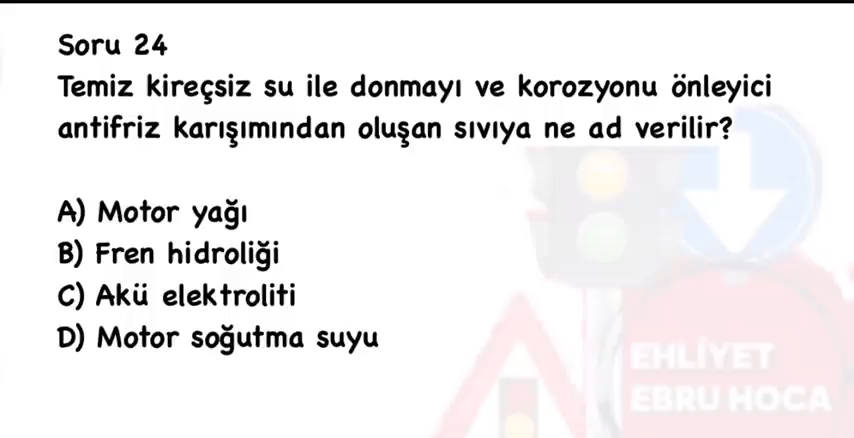 Soru 24
Temiz kireçsiz su ile donmayı ve korozyonu önleyici
antifriz karışımından oluşan sıvıya ne ad verilir?
A) Motor yağı
B) Fren hidroliği
C) Akü elektroliti
D) Motor soğutma suyu
EHLİYET
EBRU HOCA